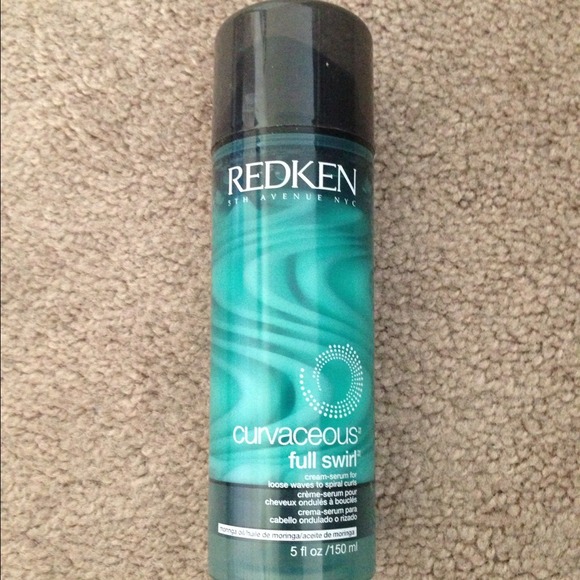 REDKEN
5TH AVENUE NYC
curvaceous
full swirl
cream-serum for
loose waves to spiral curls
crème-serum pour
cheveux ondulés à bouclés
crema-serum para
cabello ondulado o rizado
moringa oil/huile de moringa/aceite de moringa
5 fl oz /150 ml